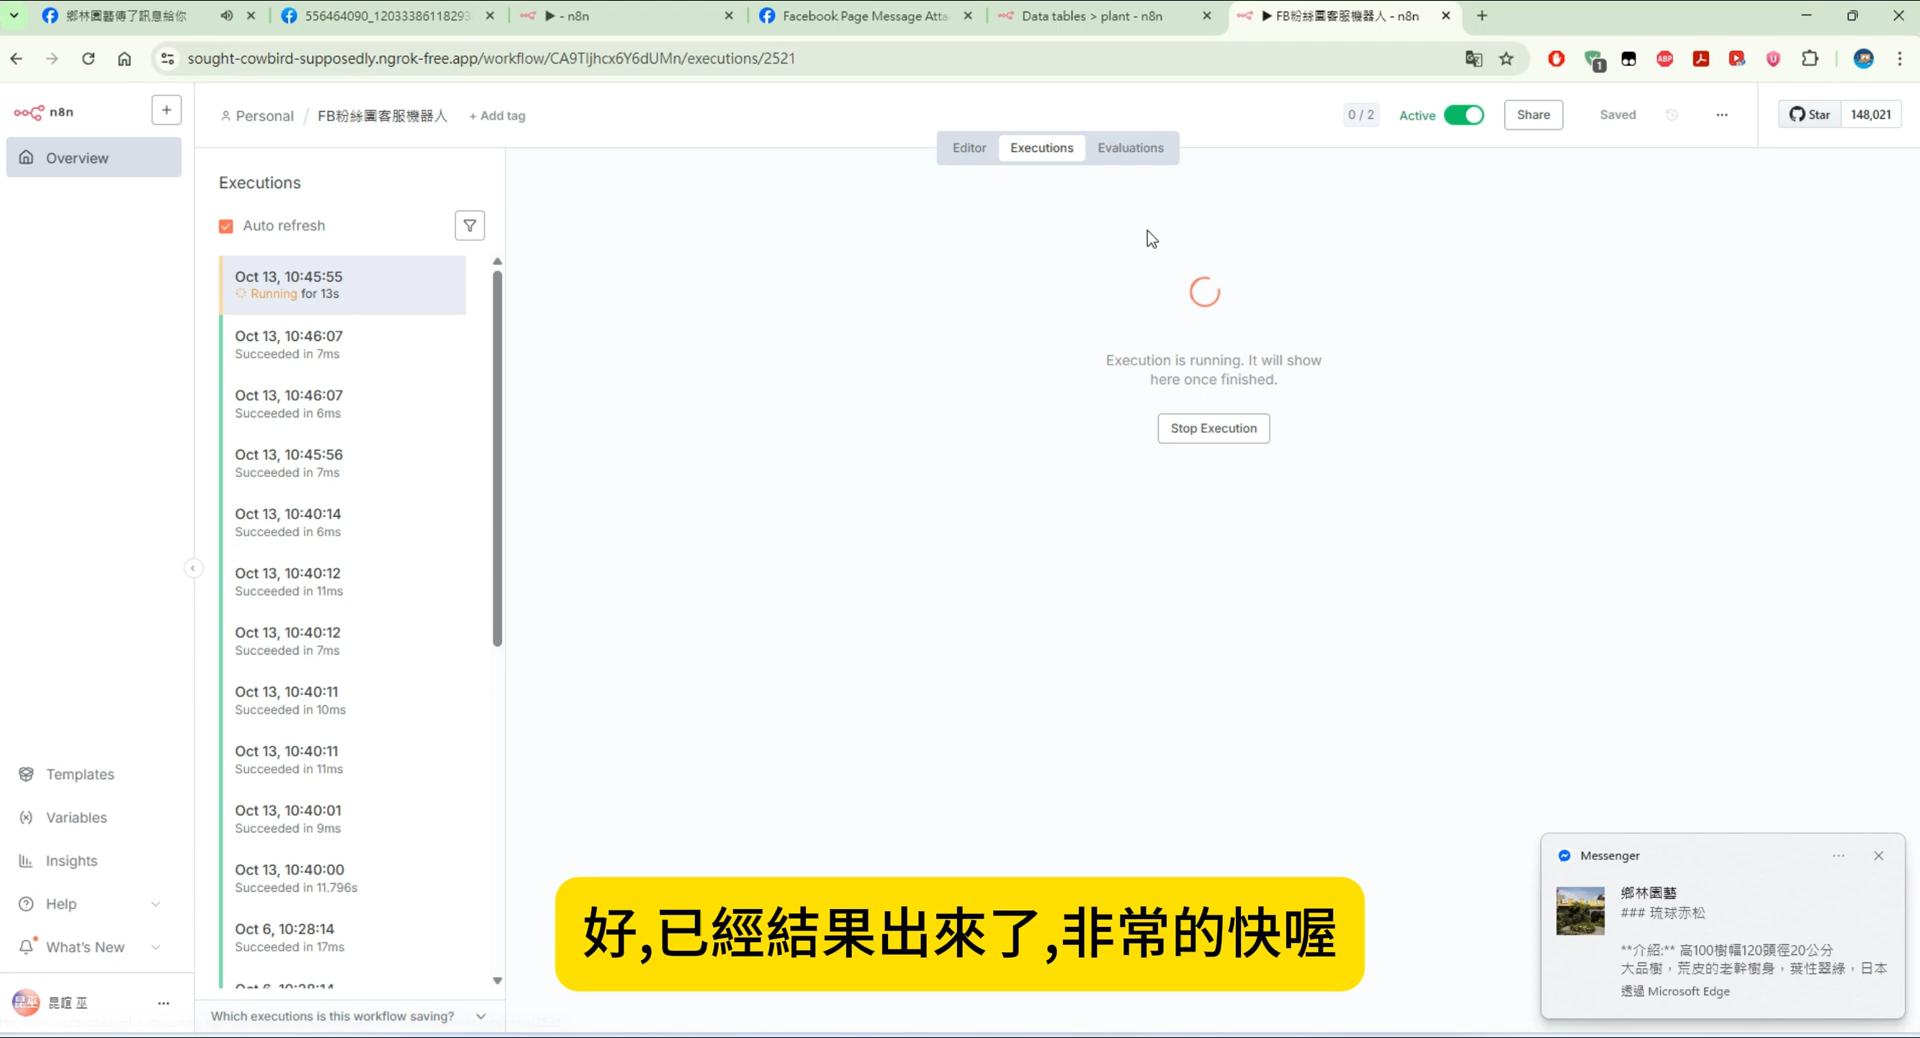 鄉林園藝傳了訊息給你
556464090_12033386118293
▶ - n8n
Facebook Page Message Atta
Data tables > plant - n8n
▶ FB粉絲團客服機器人 - n8n
sought-cowbird-supposedly.ngrok-free.app/workflow/CA9TIjhcx6Y6dUMn/executions/2521
n8n
Personal / FB粉絲團客服機器人 + Add tag
0 / 2
Active
Share
Saved
Star
148,021
Overview
Editor
Executions
Evaluations
Executions
Auto refresh
Oct 13, 10:45:55
Running for 13s
Oct 13, 10:46:07
Succeeded in 7ms
Oct 13, 10:46:07
Succeeded in 6ms
Oct 13, 10:45:56
Succeeded in 7ms
Oct 13, 10:40:14
Succeeded in 6ms
Oct 13, 10:40:12
Succeeded in 11ms
Oct 13, 10:40:12
Succeeded in 7ms
Oct 13, 10:40:11
Succeeded in 10ms
Oct 13, 10:40:11
Succeeded in 11ms
Oct 13, 10:40:01
Succeeded in 9ms
Oct 13, 10:40:00
Succeeded in 11.796s
Oct 6, 10:28:14
Succeeded in 17ms
Oct 6, 10:28:14
Which executions is this workflow saving?
Execution is running. It will show
here once finished.
Stop Execution
Templates
Variables
Insights
Help
What's New
昆諠 巫
好,已經結果出來了,非常的快喔
Messenger
鄉林園藝
### 琉球赤松
**介紹:** 高100樹幅120頭徑20公分
大品樹，荒皮的老幹樹身，葉性翠綠，日本
透過 Microsoft Edge